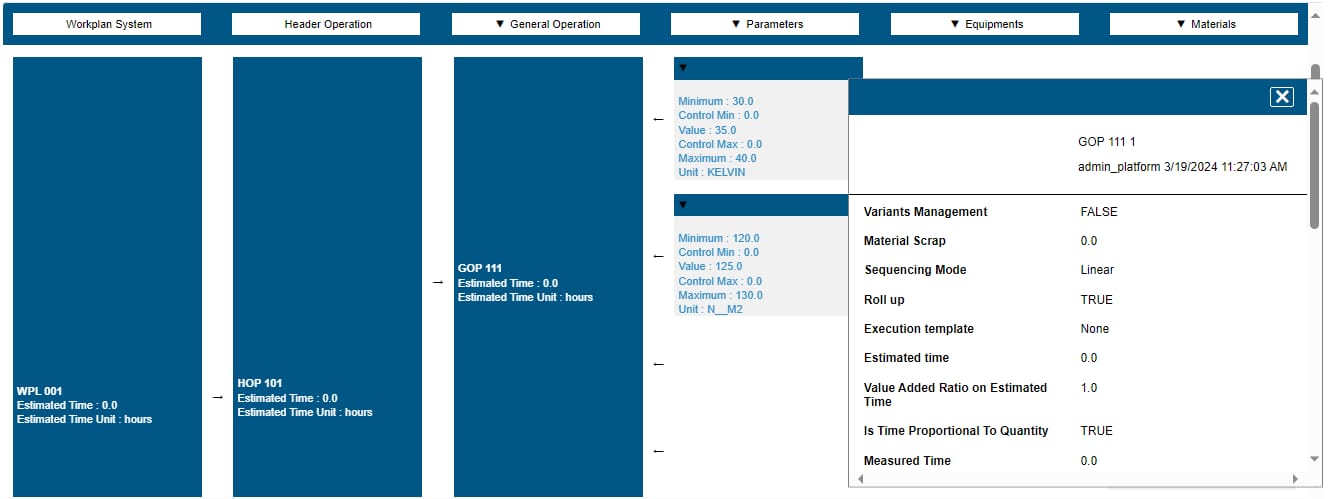 Workplan System
Header Operation
▼ General Operation
▼ Parameters
▼ Equipments
▼ Materials
WPL 001
Estimated Time : 0.0
Estimated Time Unit : hours
→
HOP 101
Estimated Time : 0.0
Estimated Time Unit : hours
→
GOP 111
Estimated Time : 0.0
Estimated Time Unit : hours
←
▼
Minimum : 30.0
Control Min : 0.0
Value : 35.0
Control Max : 0.0
Maximum : 40.0
Unit : KELVIN
←
▼
Minimum : 120.0
Control Min : 0.0
Value : 125.0
Control Max : 0.0
Maximum : 130.0
Unit : N__M2
←
←
GOP 111 1
admin_platform 3/19/2024 11:27:03 AM
Variants Management FALSE
Material Scrap 0.0
Sequencing Mode Linear
Roll up TRUE
Execution template None
Estimated time 0.0
Value Added Ratio on Estimated 1.0
Time
Is Time Proportional To Quantity TRUE
Measured Time 0.0